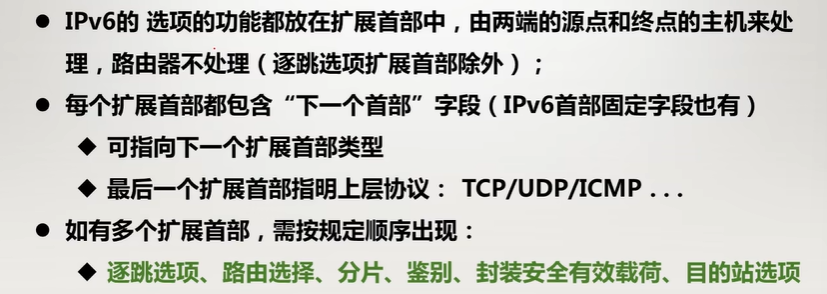 ● IPv6的 选项的功能都放在扩展首部中，由两端的源点和终点的主机来处
理，路由器不处理（逐跳选项扩展首部除外）；
● 每个扩展首部都包含“下一个首部”字段（IPv6首部固定字段也有）
◆ 可指向下一个扩展首部类型
◆ 最后一个扩展首部指明上层协议： TCP/UDP/ICMP . . .
● 如有多个扩展首部，需按规定顺序出现：
◆ 逐跳选项、路由选择、分片、鉴别、封装安全有效载荷、目的站选项